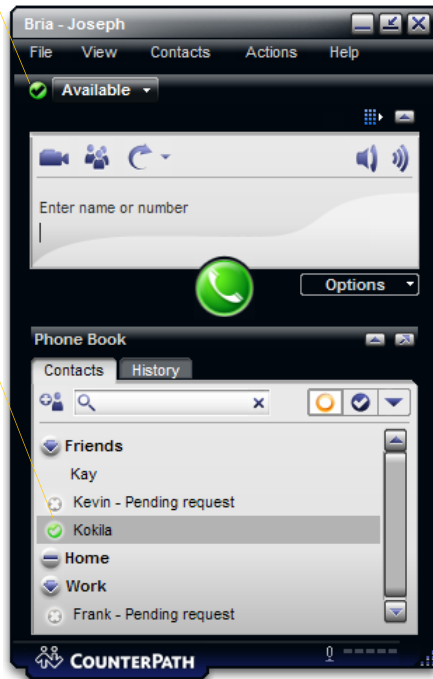 Bria - Joseph
File View Contacts Actions Help
Available
Enter name or number
Options
Phone Book
Contacts History
Friends
Kay
Kevin - Pending request
Kokila
Home
Work
Frank - Pending request
COUNTERPATH